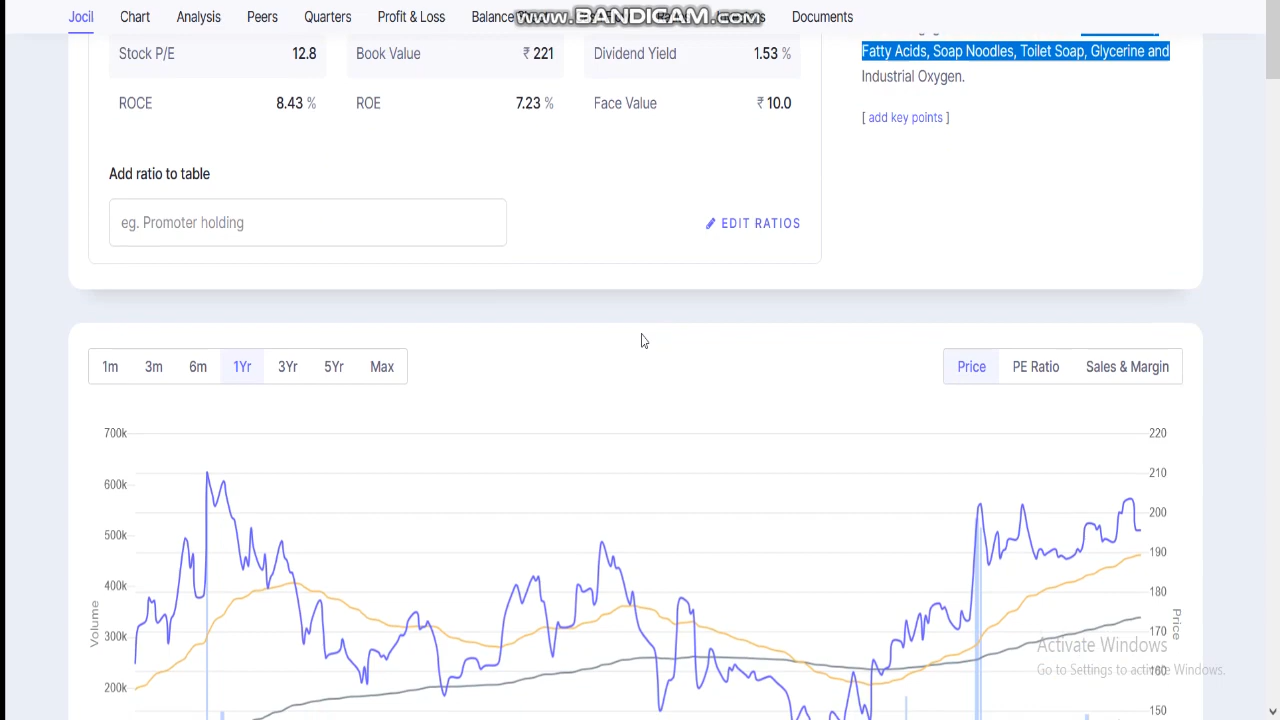 Jocil Chart Analysis Peers Quarters Profit & Loss Balance Documents
www.BANDICAM.com
Stock P/E 12.8 Book Value ₹ 221 Dividend Yield 1.53 %
Fatty Acids, Soap Noodles, Toilet Soap, Glycerine and
Industrial Oxygen.
ROCE 8.43 % ROE 7.23 % Face Value ₹ 10.0
[ add key points ]
Add ratio to table
eg. Promoter holding
EDIT RATIOS
1m 3m 6m 1Yr 3Yr 5Yr Max
Price PE Ratio Sales & Margin
700k 220
210
600k
200
500k
190
400k 180
Volume
300k 170
Price
Activate Windows
160
Go to Settings to activate Windows.
200k
150